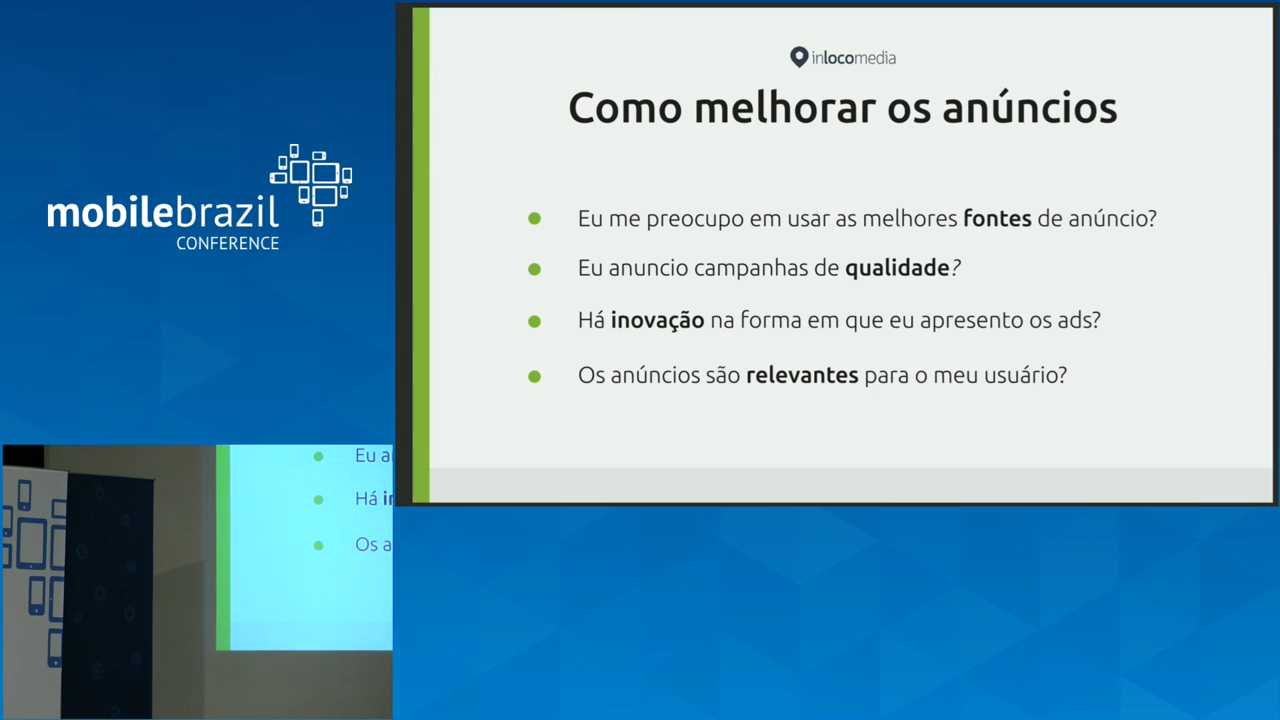 mobilebrazil
CONFERENCE
inlocomedia
Como melhorar os anúncios
Eu me preocupo em usar as melhores fontes de anúncio?
Eu anuncio campanhas de qualidade?
Há inovação na forma em que eu apresento os ads?
Os anúncios são relevantes para o meu usuário?
Eu a
Há i
Os a